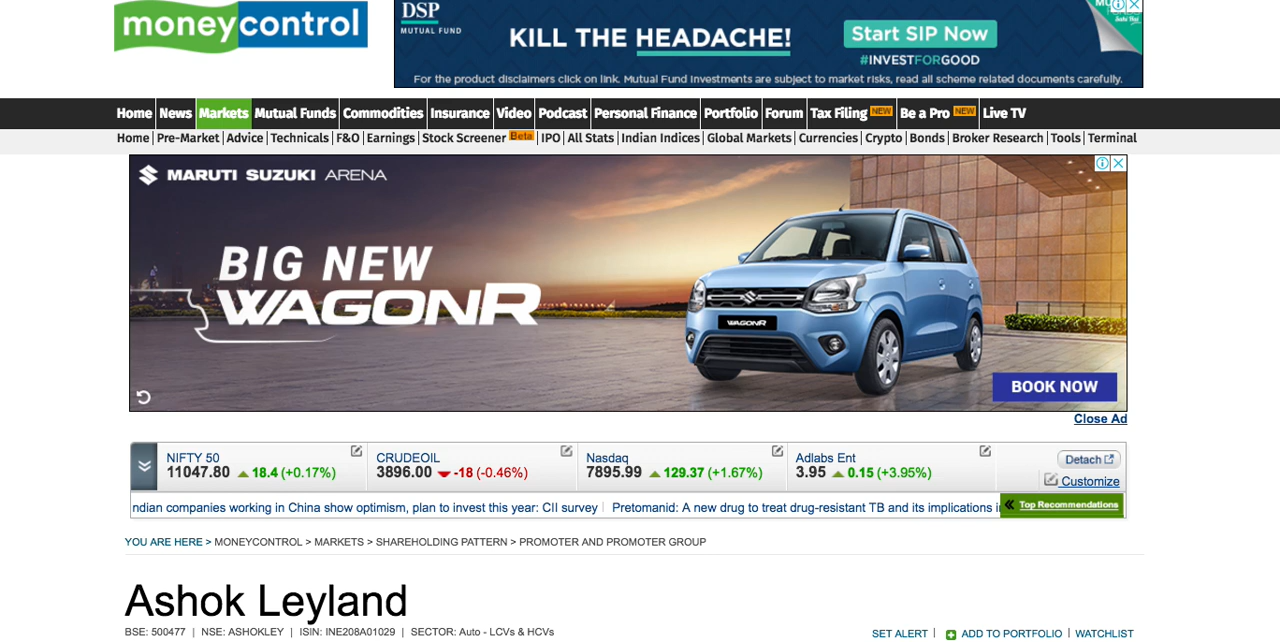 moneycontrol
DSP
MUTUAL FUND
KILL THE HEADACHE!
Start SIP Now
#INVESTFORGOOD
For the product disclaimers click on link. Mutual Fund Investments are subject to market risks, read all scheme related documents carefully.
Home News Markets Mutual Funds Commodities Insurance Video Podcast Personal Finance Portfolio Forum Tax Filing NEW Be a Pro NEW Live TV
Home Pre-Market Advice Technicals F&O Earnings Stock Screener Beta IPO All Stats Indian Indices Global Markets Currencies Crypto Bonds Broker Research Tools Terminal
MARUTI SUZUKI ARENA
BIG NEW
WAGONR
WAGONR
BOOK NOW
Close Ad
NIFTY 50 CRUDEOIL Nasdaq Adlabs Ent Detach
11047.80 18.4 (+0.17%) 3896.00 -18 (-0.46%) 7895.99 129.37 (+1.67%) 3.95 0.15 (+3.95%)
Customize
ndian companies working in China show optimism, plan to invest this year: CII survey | Pretomanid: A new drug to treat drug-resistant TB and its implications i
Top Recommendations
YOU ARE HERE > MONEYCONTROL > MARKETS > SHAREHOLDING PATTERN > PROMOTER AND PROMOTER GROUP
Ashok Leyland
BSE: 500477 | NSE: ASHOKLEY | ISIN: INE208A01029 | SECTOR: Auto - LCVs & HCVs
SET ALERT | ADD TO PORTFOLIO | WATCHLIST